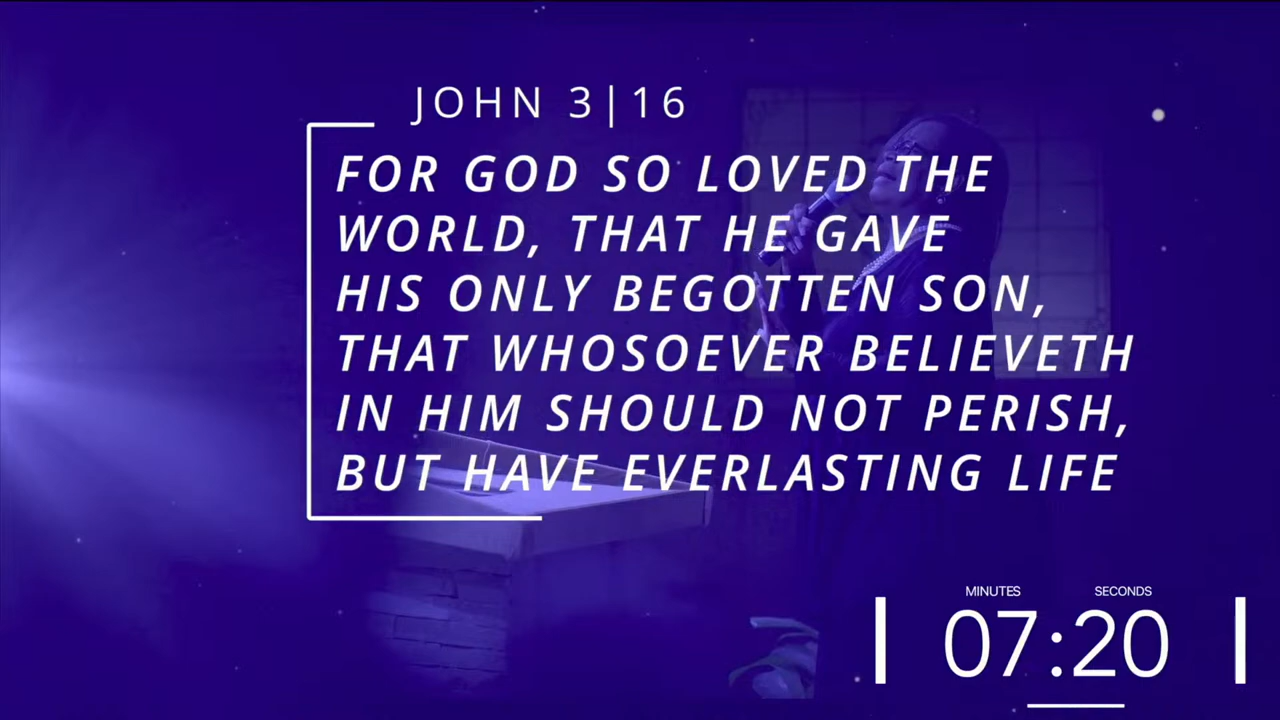 JOHN 3|16
FOR GOD SO LOVED THE
WORLD, THAT HE GAVE
HIS ONLY BEGOTTEN SON,
THAT WHOSOEVER BELIEVETH
IN HIM SHOULD NOT PERISH,
BUT HAVE EVERLASTING LIFE
MINUTES SECONDS
07:20